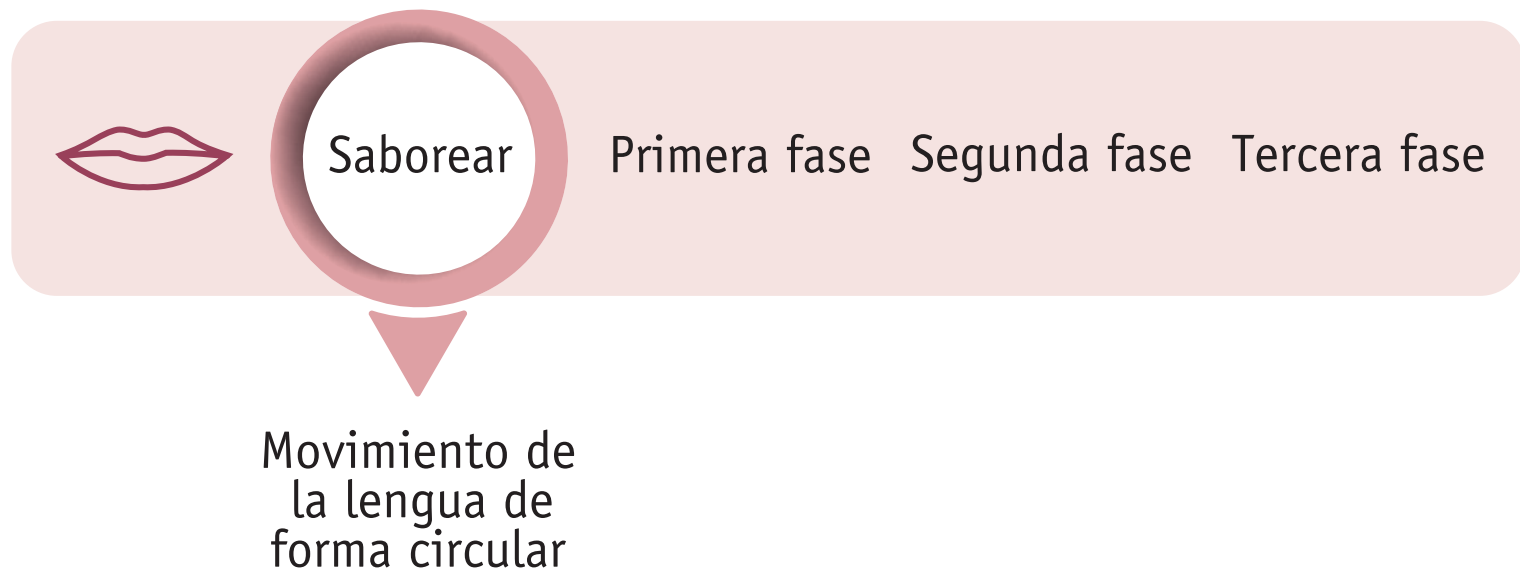 Saborear Primera fase Segunda fase Tercera fase
Movimiento de
la lengua de
forma circular